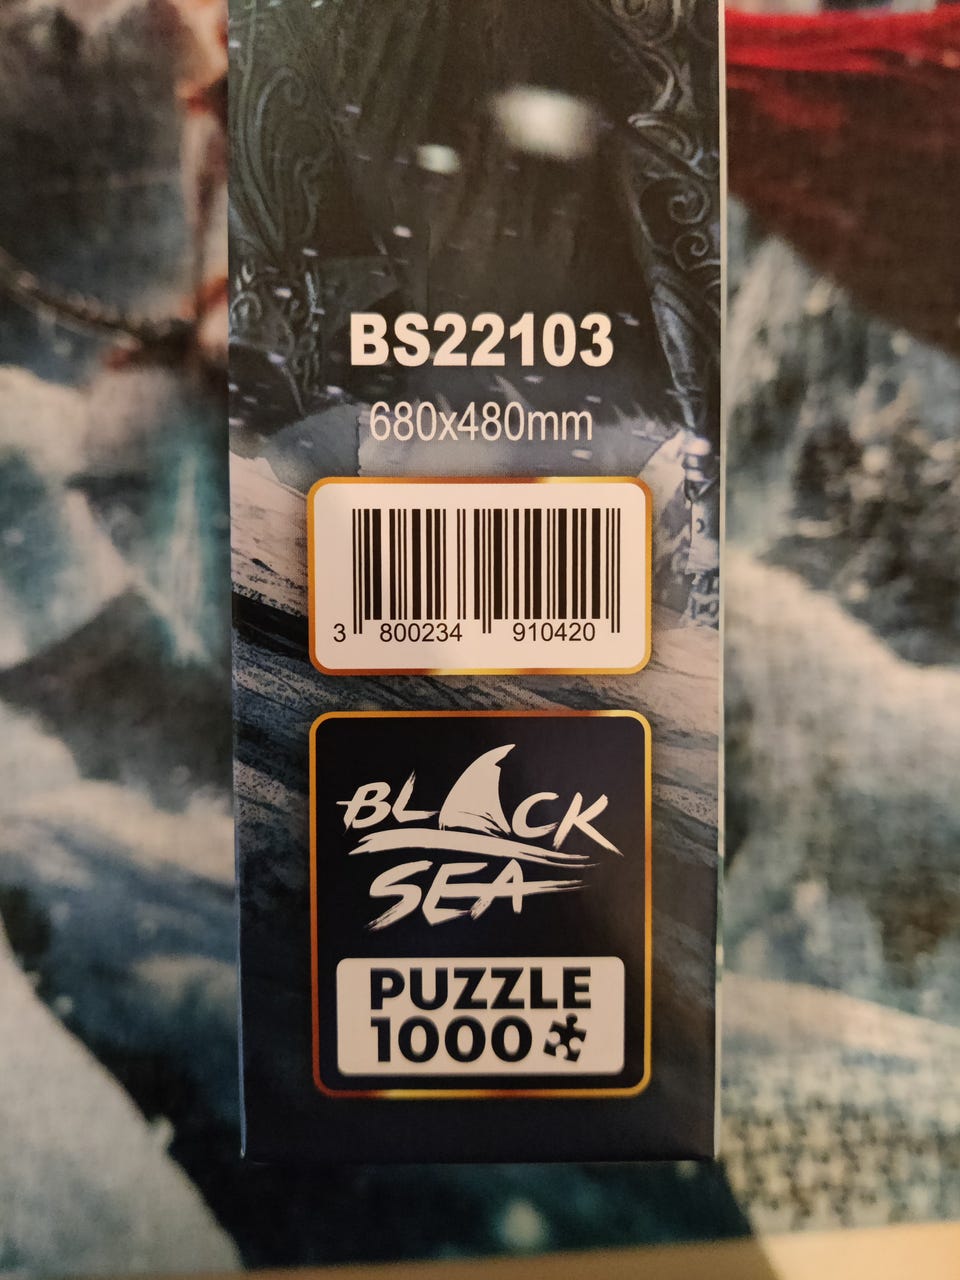 BS22103
680x480mm
3 800234 910420
BLACK
SEA
PUZZLE
1000